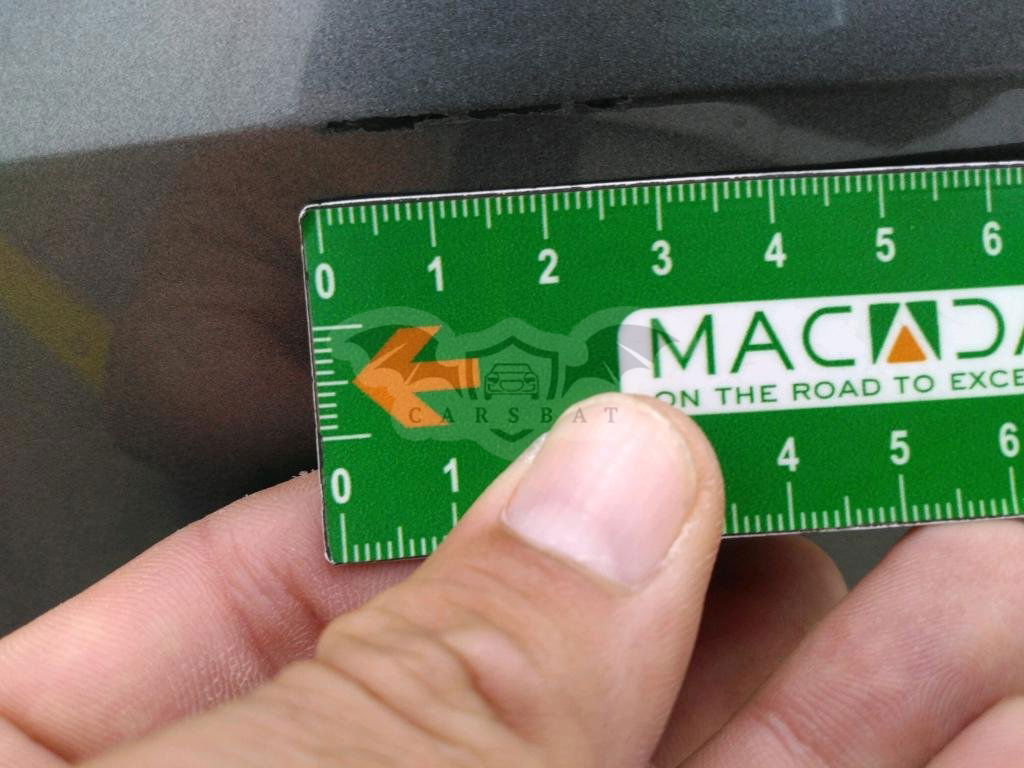 0 1 2 3 4 5 6
MACADA
ON THE ROAD TO EXCE
CARSBAT
0 1 4 5 6